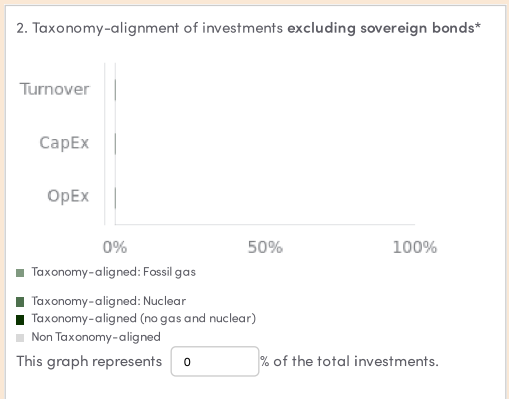 2. Taxonomy-alignment of investments excluding sovereign bonds*
Turnover
CapEx
OpEx
0% 50% 100%
Taxonomy-aligned: Fossil gas
Taxonomy-aligned: Nuclear
Taxonomy-aligned (no gas and nuclear)
Non Taxonomy-aligned
This graph represents 0 % of the total investments.